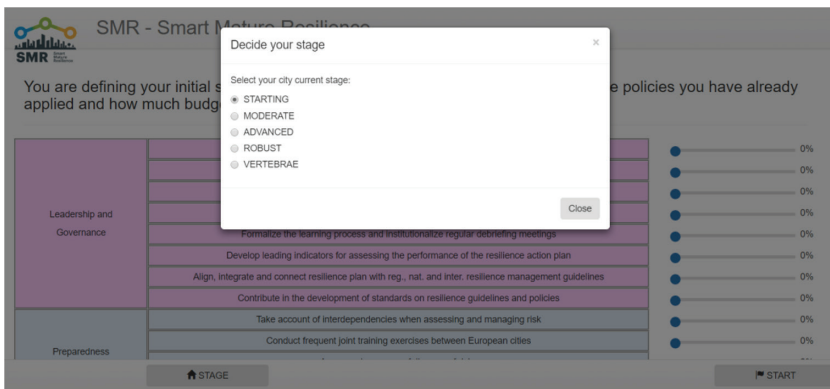 SMR - Smart Mature Resilience
SMR Smart Mature Resilience
Decide your stage ×
Select your city current stage:
STARTING
MODERATE
ADVANCED
ROBUST
VERTEBRAE
Close
You are defining your initial s e policies you have already
applied and how much budg
0%
0%
0%
0%
Leadership and
Governance
Formalize the learning process and institutionalize regular debriefing meetings 0%
Develop leading indicators for assessing the performance of the resilience action plan 0%
Align, integrate and connect resilience plan with reg., nat. and inter. resilience management guidelines 0%
Contribute in the development of standards on resilience guidelines and policies 0%
Take account of interdependencies when assessing and managing risk 0%
Conduct frequent joint training exercises between European cities 0%
Preparedness
STAGE START